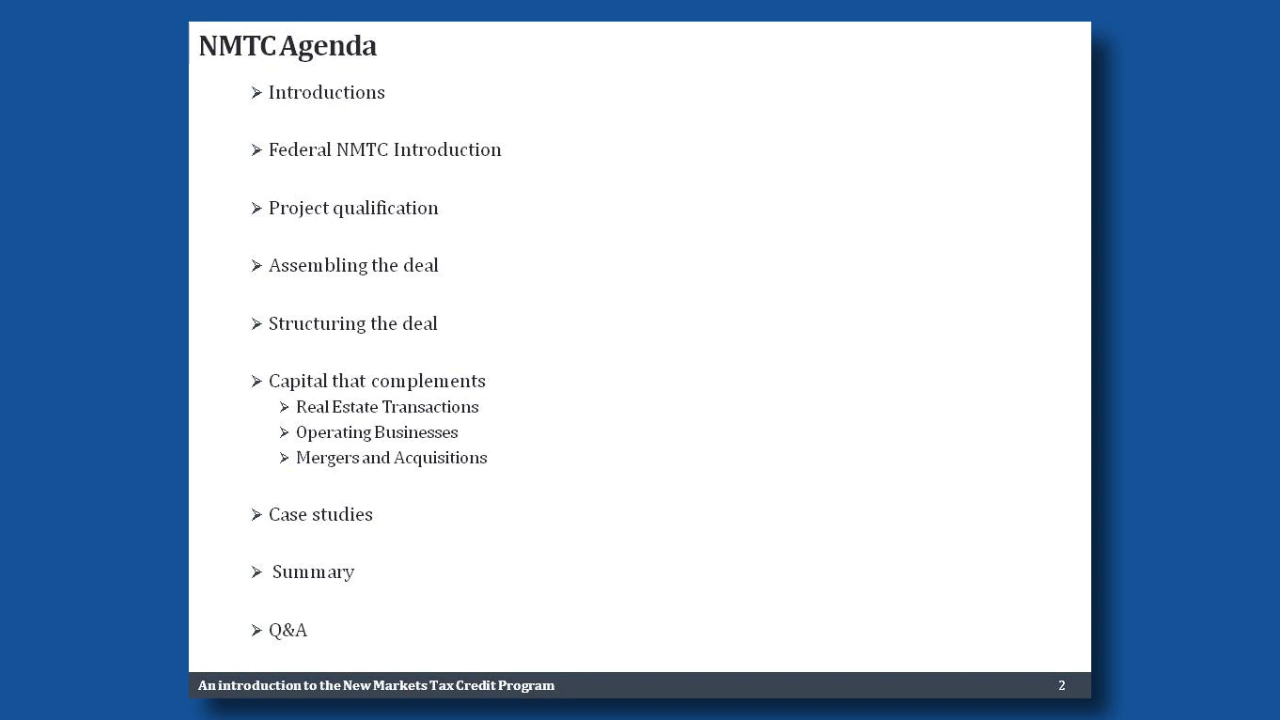 NMTC Agenda
➢ Introductions
➢ Federal NMTC Introduction
➢ Project qualification
➢ Assembling the deal
➢ Structuring the deal
➢ Capital that complements
➢ Real Estate Transactions
➢ Operating Businesses
➢ Mergers and Acquisitions
➢ Case studies
➢ Summary
➢ Q&A
An introduction to the New Markets Tax Credit Program 2